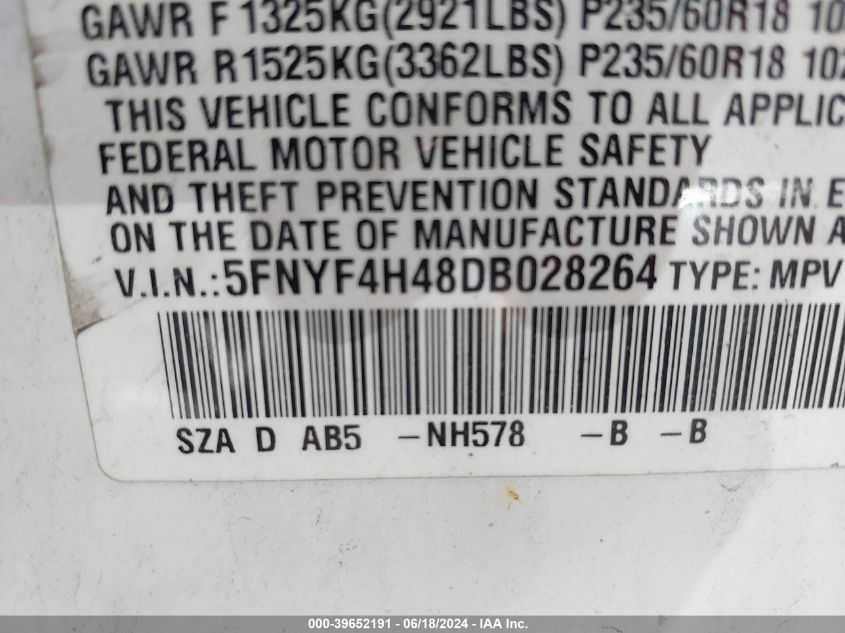 GAWR F 1325KG(2921LBS) P235/60R18
GAWR R1525KG(3362LBS) P235/60R18
THIS VEHICLE CONFORMS TO ALL
FEDERAL MOTOR VEHICLE SAFETY
AND THEFT PREVENTION STANDARDS IN
ON THE DATE OF MANUFACTURE SHOWN
V.I.N.:5FNYF4H48DB028264 TYPE: MPV
SZA D AB5 -NH578 -B -B
000-39652191 - 06/18/2024 - IAA Inc.